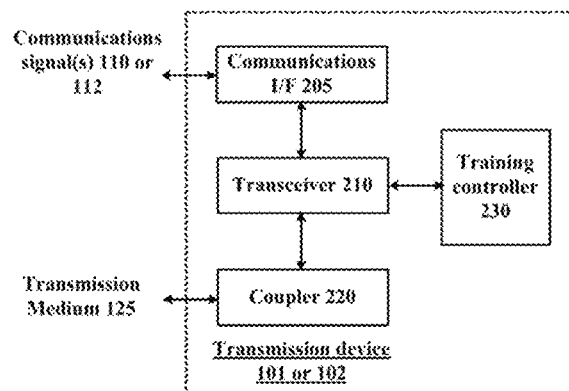 Communications
signal(s) 110 or
112
Communications
I/F 205
Transceiver 210
Training
controller
230
Transmission
Medium 125
Coupler 220
Transmission device
101 or 102